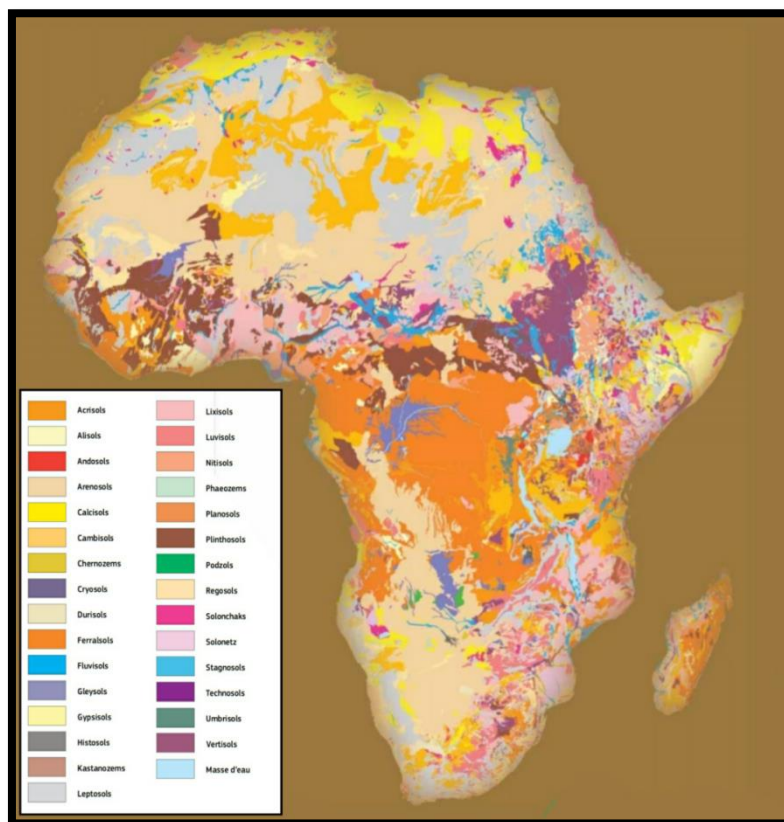 Acrisols
Alisols
Andosols
Arenosols
Calcisols
Cambisols
Chernozems
Cryosols
Durisols
Ferralsols
Fluvisols
Gleysols
Gypsisols
Histosols
Kastanozems
Leptosols
Lixisols
Luvisols
Nitisols
Phaeozems
Planosols
Plinthosols
Podzols
Regosols
Solonchaks
Solonetz
Stagnosols
Technosols
Umbrisols
Vertisols
Masse d'eau